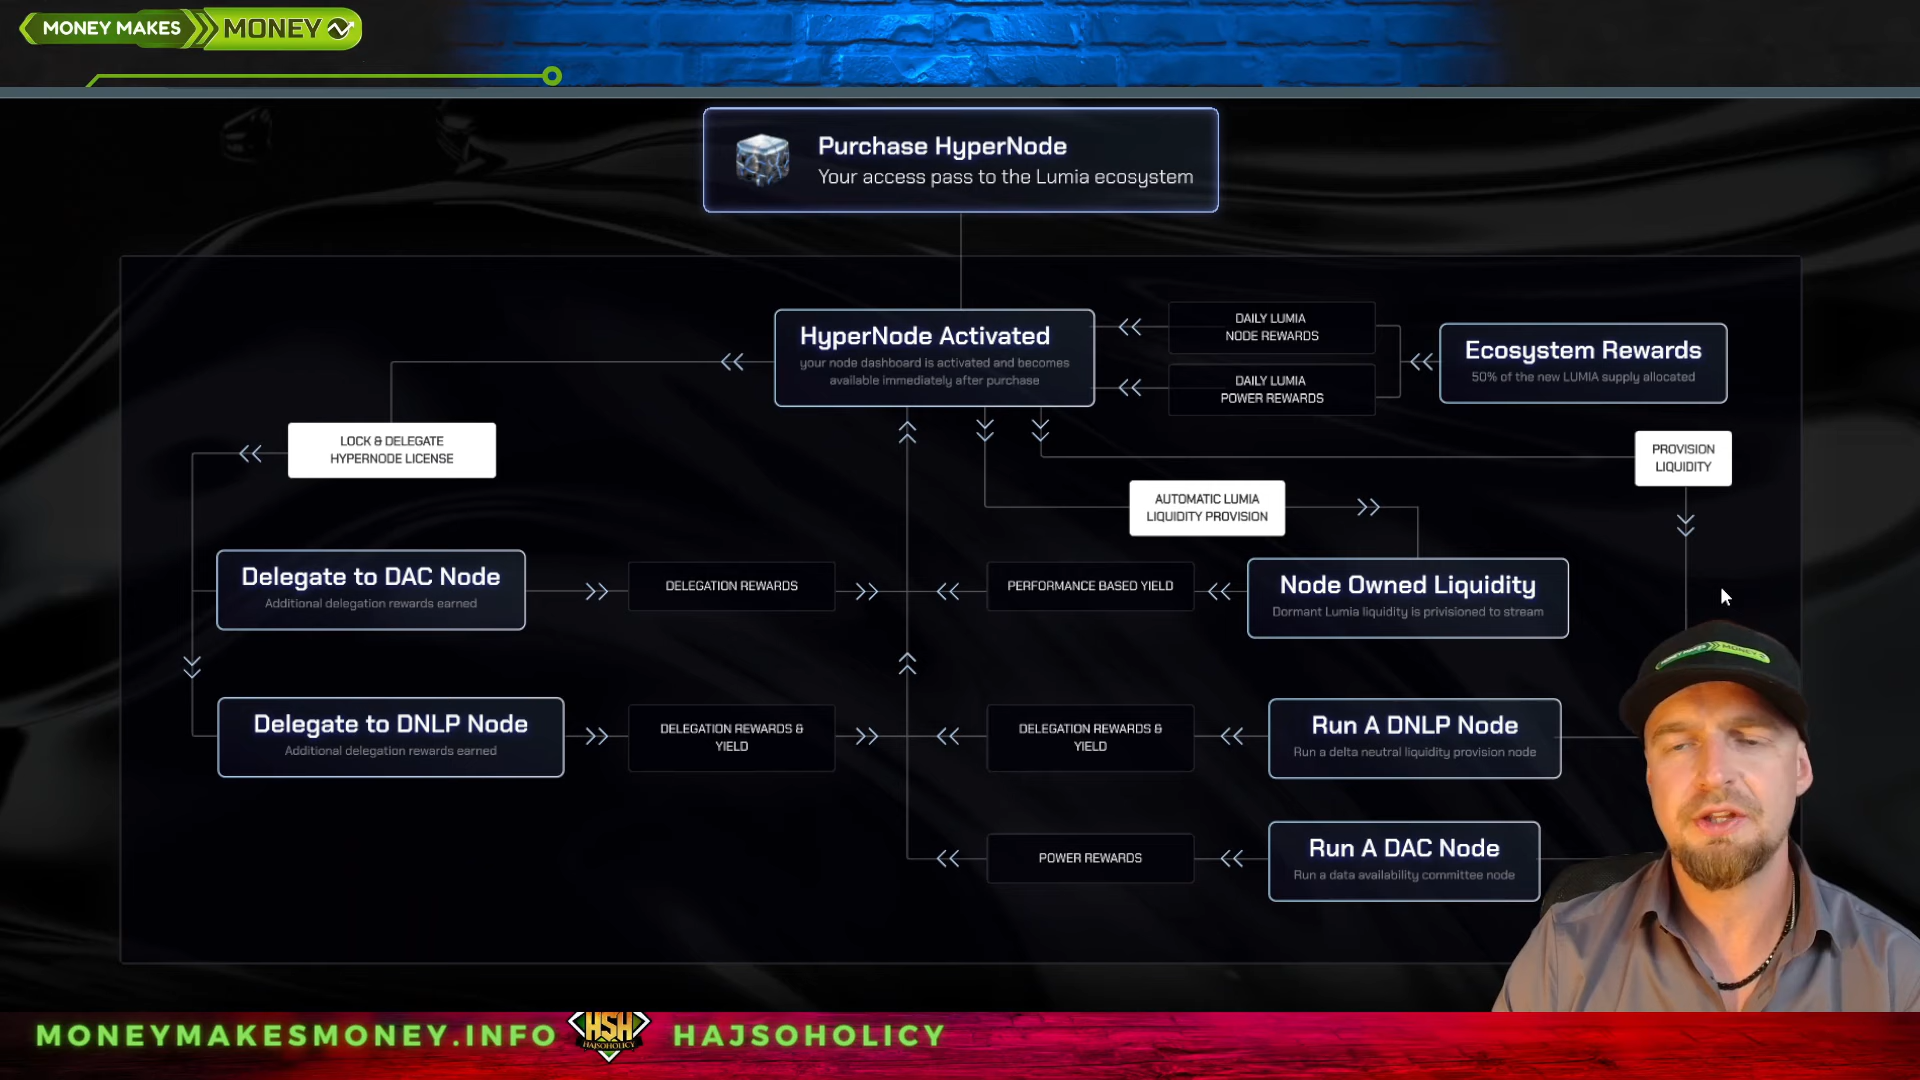 MONEY MAKES MONEY
Purchase HyperNode
Your access pass to the Lumia ecosystem
HyperNode Activated
your node dashboard is activated and becomes
available immediately after purchase
DAILY LUMIA
NODE REWARDS
DAILY LUMIA
POWER REWARDS
Ecosystem Rewards
50% of the new LUMIA supply allocated
LOCK & DELEGATE
HYPERNODE LICENSE
PROVISION
LIQUIDITY
AUTOMATIC LUMIA
LIQUIDITY PROVISION
Delegate to DAC Node
Additional delegation rewards earned
DELEGATION REWARDS
PERFORMANCE BASED YIELD
Node Owned Liquidity
Dormant Lumia liquidity is privisioned to stream
Delegate to DNLP Node
Additional delegation rewards earned
DELEGATION REWARDS &
YIELD
DELEGATION REWARDS &
YIELD
Run A DNLP Node
Run a delta neutral liquidity provision node
POWER REWARDS
Run A DAC Node
Run a data availability committee node
MONEYMAKESMONEY.INFO
HSH
HAJSOHOLICY
HAJSOHOLICY